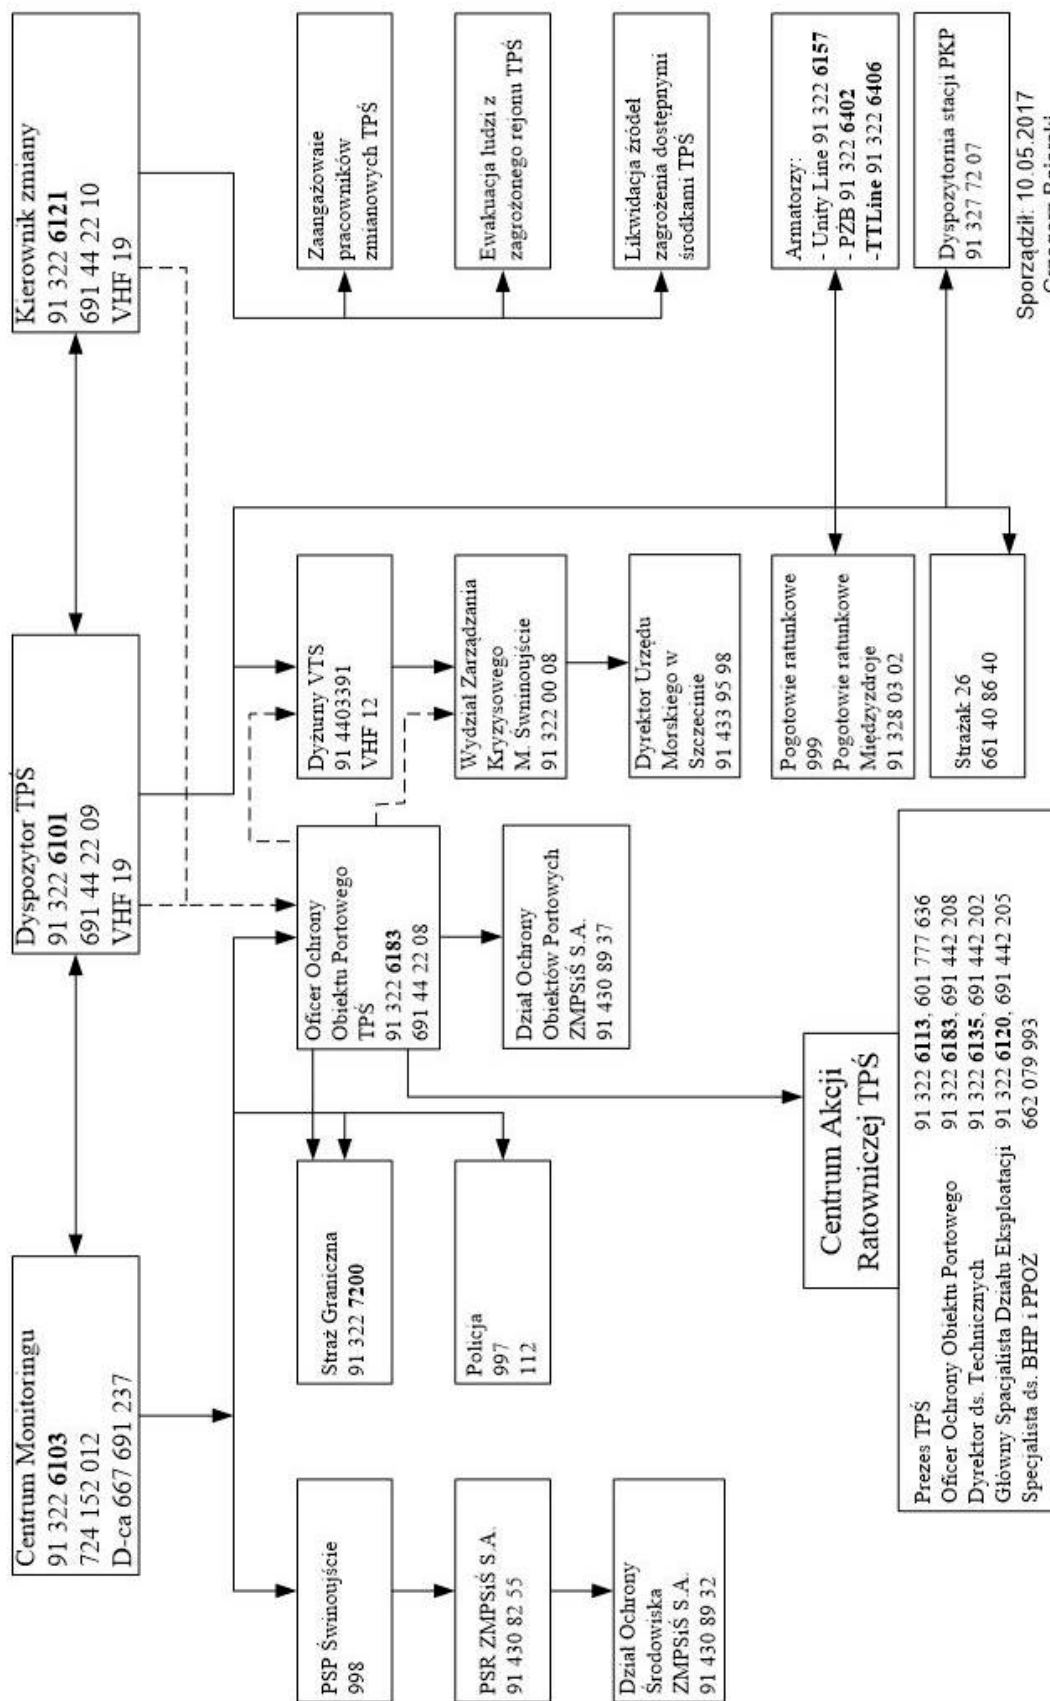 Centrum Monitoringu
91 322 6103
724 152 012
D-ca 667 691 237
Dyspozytor TPŚ
91 322 6101
691 44 22 09
VHF 19
Kierownik zmiany
91 322 6121
691 44 22 10
VHF 19
PSP Świnoujście
998
PSR ZMPSiŚ S.A.
91 430 82 55
Dział Ochrony
Środowiska
ZMPSiŚ S.A.
91 430 89 32
Straż Graniczna
91 322 7200
Policja
997
112
Oficer Ochrony
Obiektu Portowego
TPŚ
91 322 6183
691 44 22 08
Dział Ochrony
Obiektów Portowych
ZMPSiŚ S.A.
91 430 89 37
Dyżurny VTS
91 4403391
VHF 12
Wydział Zarządzania
Kryzysowego
M. Śwninoujście
91 322 00 08
Dyrektor Urzędu
Morskiego w
Szczecinie
91 433 95 98
Pogotowie ratunkowe
999
Pogotowie ratunkowe
Międzyzdroje
91 328 03 02
Strażak 26
661 40 86 40
Zaangażowaie
pracowników
zmianowych TPŚ
Ewakuacja ludzi z
zagrożonego rejonu TPŚ
Likwidacja źródeł
zagrożenia dostępnymi
środkami TPŚ
Armatorzy:
- Unity Line 91 322 6157
- PŻB 91 322 6402
-TTLine 91 322 6406
Dyspozytornia stacji PKP
91 327 72 07
Centrum Akcji
Ratowniczej TPŚ
Prezes TPŚ 91 322 6113, 601 777 636
Oficer Ochrony Obiektu Portowego 91 322 6183, 691 442 208
Dyrektor ds. Technicznych 91 322 6135, 691 442 202
Główny Spacjalista Działu Eksploatacji 91 322 6120, 691 442 205
Specjalista ds. BHP i PPOŻ 662 079 993
Sporządził: 10.05.2017
Grzegorz